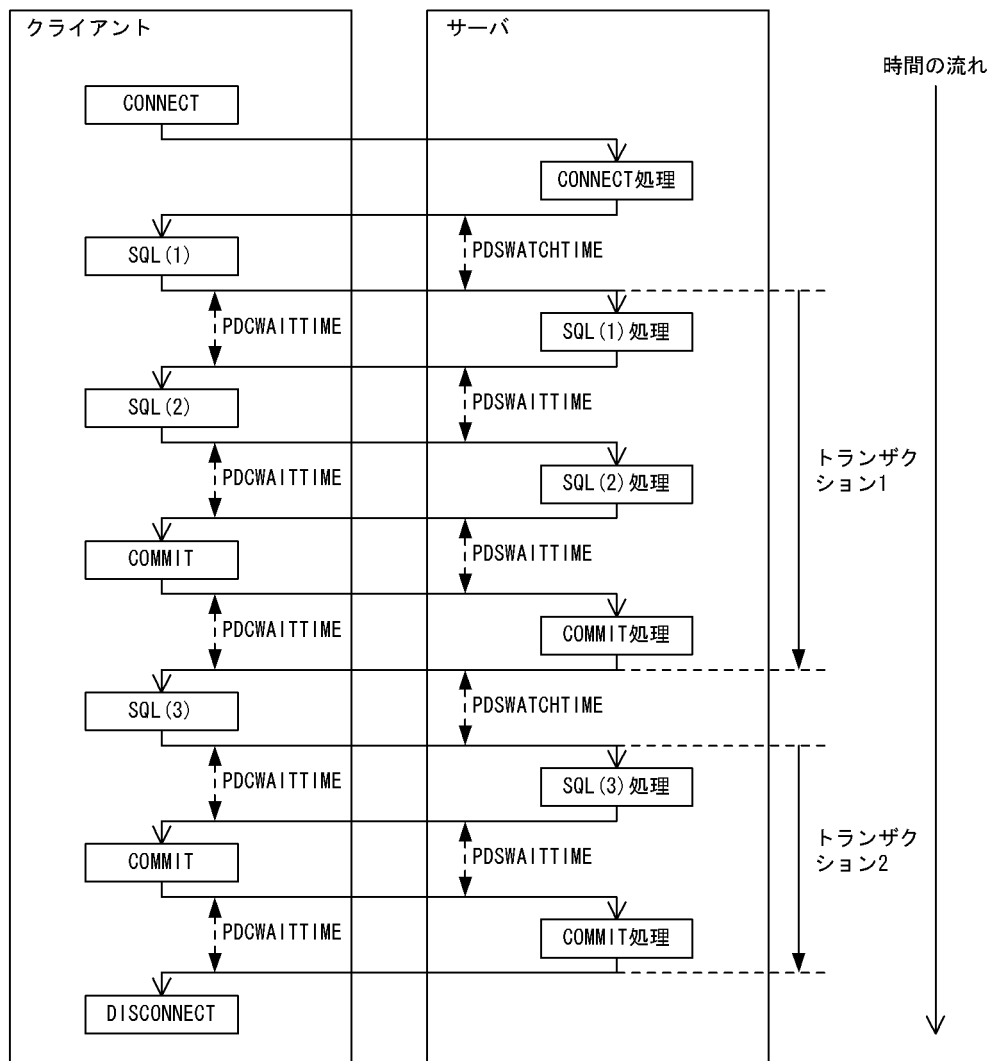 クライアント
サーバ
時間の流れ
CONNECT
CONNECT処理
SQL(1)
PDSWATCHTIME
PDCWAITTIME
SQL(1)処理
SQL(2)
PDSWAITTIME
PDCWAITTIME
SQL(2)処理
トランザク
ション1
COMMIT
PDSWAITTIME
PDCWAITTIME
COMMIT処理
SQL(3)
PDSWATCHTIME
PDCWAITTIME
SQL(3)処理
COMMIT
PDSWAITTIME
トランザク
ション2
PDCWAITTIME
COMMIT処理
DISCONNECT